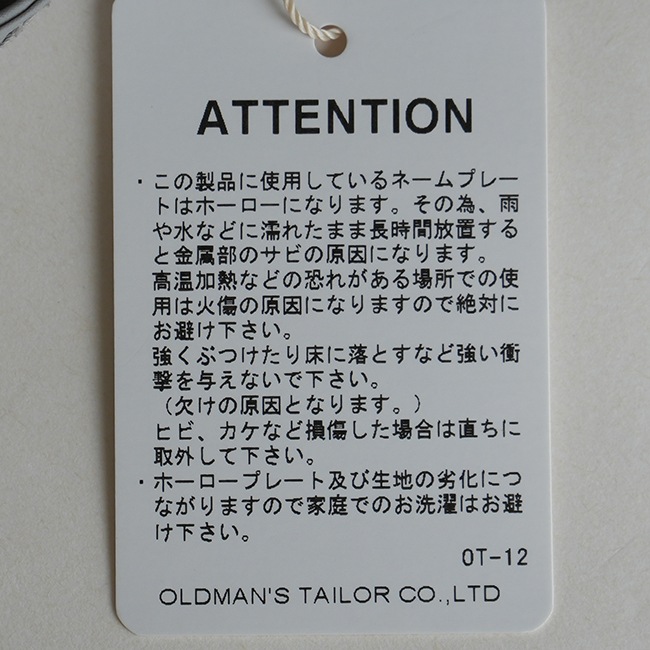 ATTENTION
・この製品に使用しているネームプレー
トはホーローになります。その為、雨
や水などに濡れたまま長時間放置する
と金属部のサビの原因になります。
高温加熱などの恐れがある場所での使
用は火傷の原因になりますので絶対に
お避け下さい。
強くぶつけたり床に落とすなど強い衝
撃を与えないで下さい。
（欠けの原因となります。）
ヒビ、カケなど損傷した場合は直ちに
取外して下さい。
・ホーロープレート及び生地の劣化につ
ながりますので家庭でのお洗濯はお避
け下さい。
OT-12
OLDMAN'S TAILOR CO.,LTD